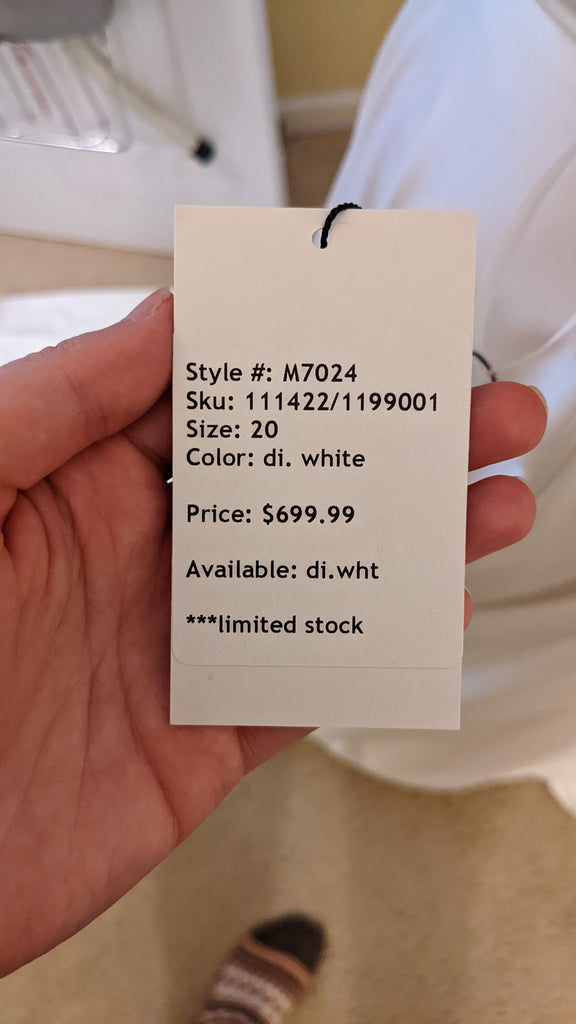 Style #: M7024
Sku: 111422/1199001
Size: 20
Color: di. white
Price: $699.99
Available: di.wht
***limited stock